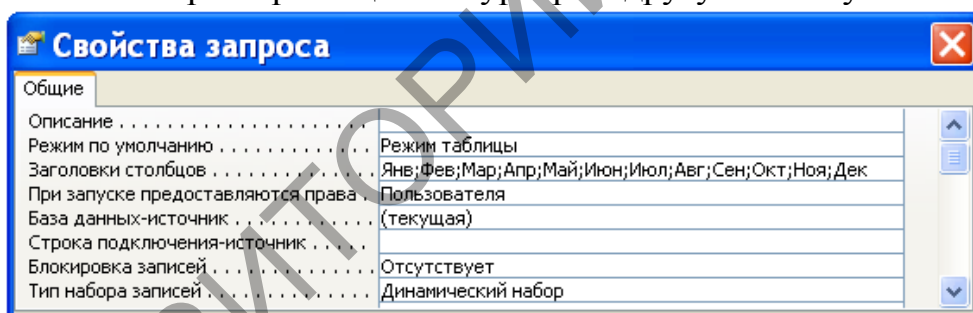 Свойства запроса
Общие
Описание
Режим по умолчанию Режим таблицы
Заголовки столбцов Янв;Фев;Мар;Апр;Май;Июн;Июл;Авг;Сен;Окт;Ноя;Дек
При запуске предоставляются права Пользователя
База данных-источник (текущая)
Строка подключения-источник
Блокировка записей Отсутствует
Тип набора записей Динамический набор
ИТОРИ
РИТО